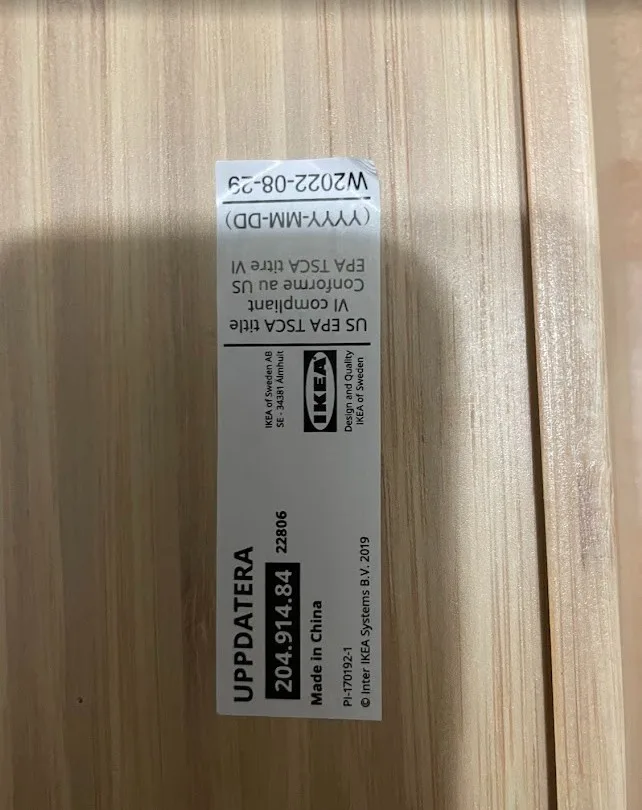 UPPDATERA
204.914.84 22806
Made in China
PI-170192-1
© Inter IKEA Systems B.V. 2019
IKEA of Sweden AB
SE - 34381 Älmhult
IKEA
Design and Quality
IKEA of Sweden
US EPA TSCA title
VI compliant
Conforme au US
EPA TSCA titre VI
(YYYY-MM-DD)
W2022-08-29